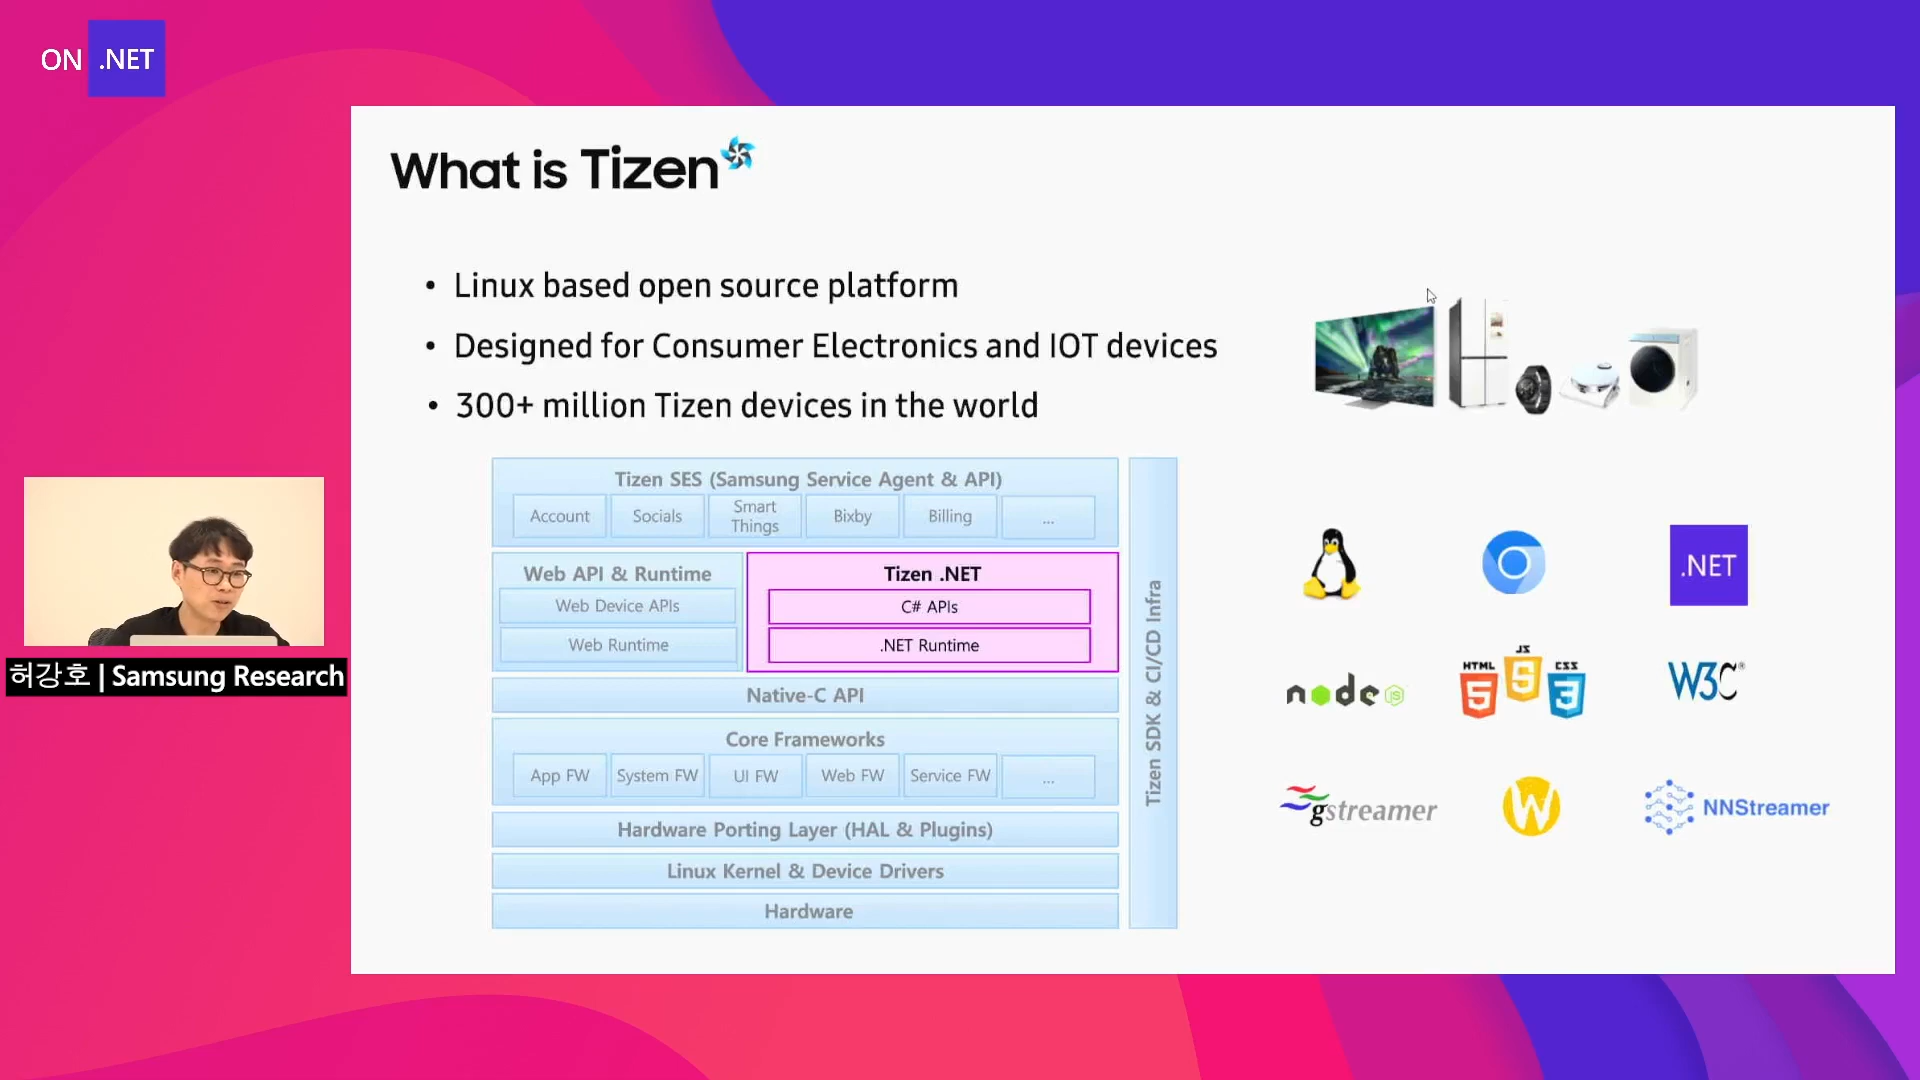 ON .NET
What is Tizen
• Linux based open source platform
• Designed for Consumer Electronics and IOT devices
• 300+ million Tizen devices in the world
Tizen SES (Samsung Service Agent & API)
Account
Socials
Smart
Things
Bixby
Billing
...
Web API & Runtime
Web Device APIs
Web Runtime
Tizen .NET
C# APIs
.NET Runtime
Native-C API
Core Frameworks
App FW
System FW
UI FW
Web FW
Service FW
...
Hardware Porting Layer (HAL & Plugins)
Linux Kernel & Device Drivers
Hardware
Tizen SDK & CI/CD Infra
.NET
node JS
HTML 5
JS 5
CSS 3
W3C®
gstreamer
W
NNStreamer
허강호 | Samsung Research